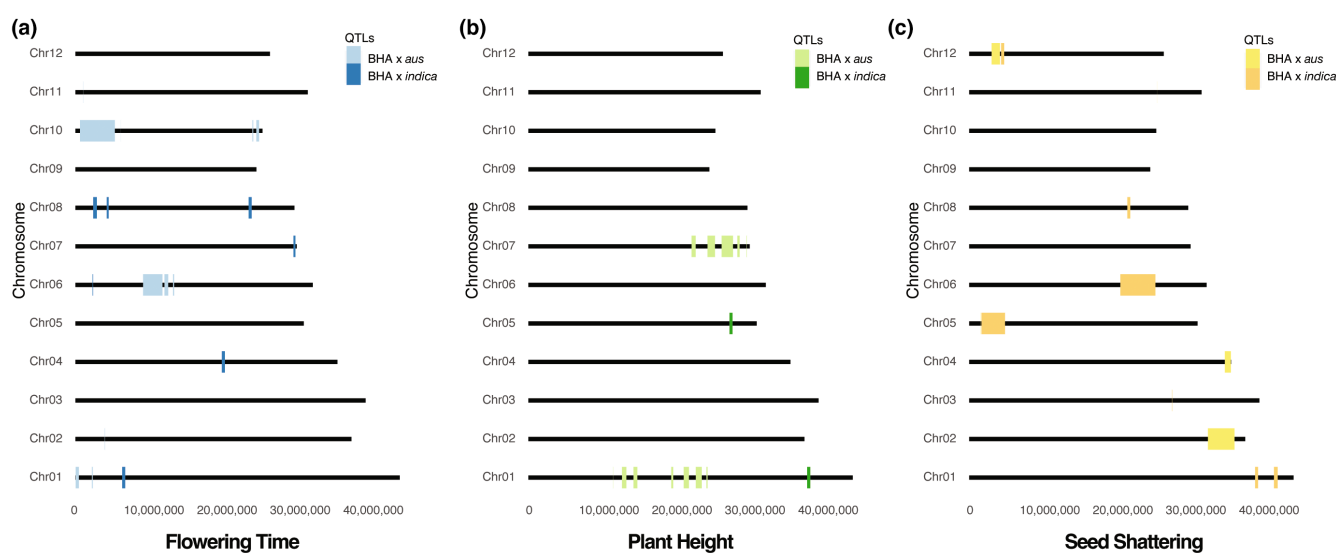 (a)
QTLs
BHA x aus
BHA x indica
Chr12
Chr11
Chr10
Chr09
Chr08
Chr07
Chr06
Chr05
Chr04
Chr03
Chr02
Chr01
Chromosome
0 10,000,000 20,000,000 30,000,000 40,000,000
Flowering Time
(b)
QTLs
BHA x aus
BHA x indica
Chr12
Chr11
Chr10
Chr09
Chr08
Chr07
Chr06
Chr05
Chr04
Chr03
Chr02
Chr01
Chromosome
0 10,000,000 20,000,000 30,000,000 40,000,000
Plant Height
(c)
QTLs
BHA x aus
BHA x indica
Chr12
Chr11
Chr10
Chr09
Chr08
Chr07
Chr06
Chr05
Chr04
Chr03
Chr02
Chr01
Chromosome
0 10,000,000 20,000,000 30,000,000 40,000,000
Seed Shattering